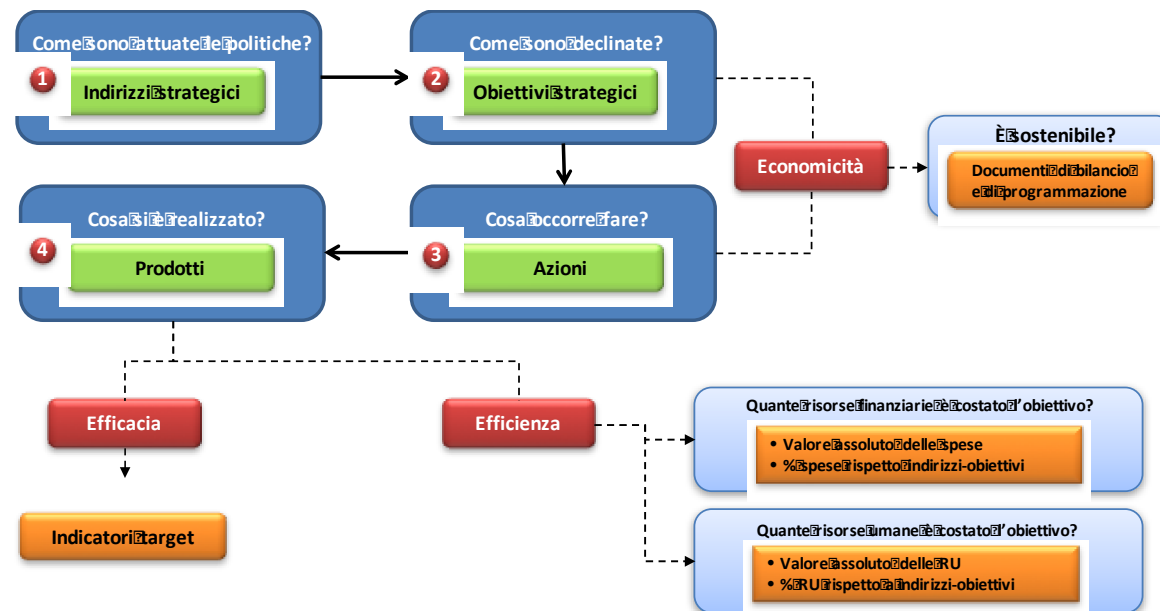 Come sono attuate le politiche?
1
Indirizzi strategici
Come sono declinate?
2
Obiettivi strategici
Economicità
È sostenibile?
Documenti di bilancio
e di programmazione
Cosa si è realizzato?
4
Prodotti
Cosa occorre fare?
3
Azioni
Efficacia
Efficienza
Indicatori target
Quante risorse finanziarie è costato l'obiettivo?
• Valore assoluto delle spese
• % spese rispetto indirizzi-obiettivi
Quante risorse umane è costato l'obiettivo?
• Valore assoluto delle RU
• % RU rispetto a indirizzi-obiettivi